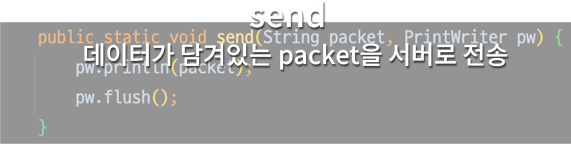 send
public static void send(String packet, PrintWriter pw) {
데이터가 담겨있는 packet을 서버로 전송
pw.println(packet);
pw.flush();
}